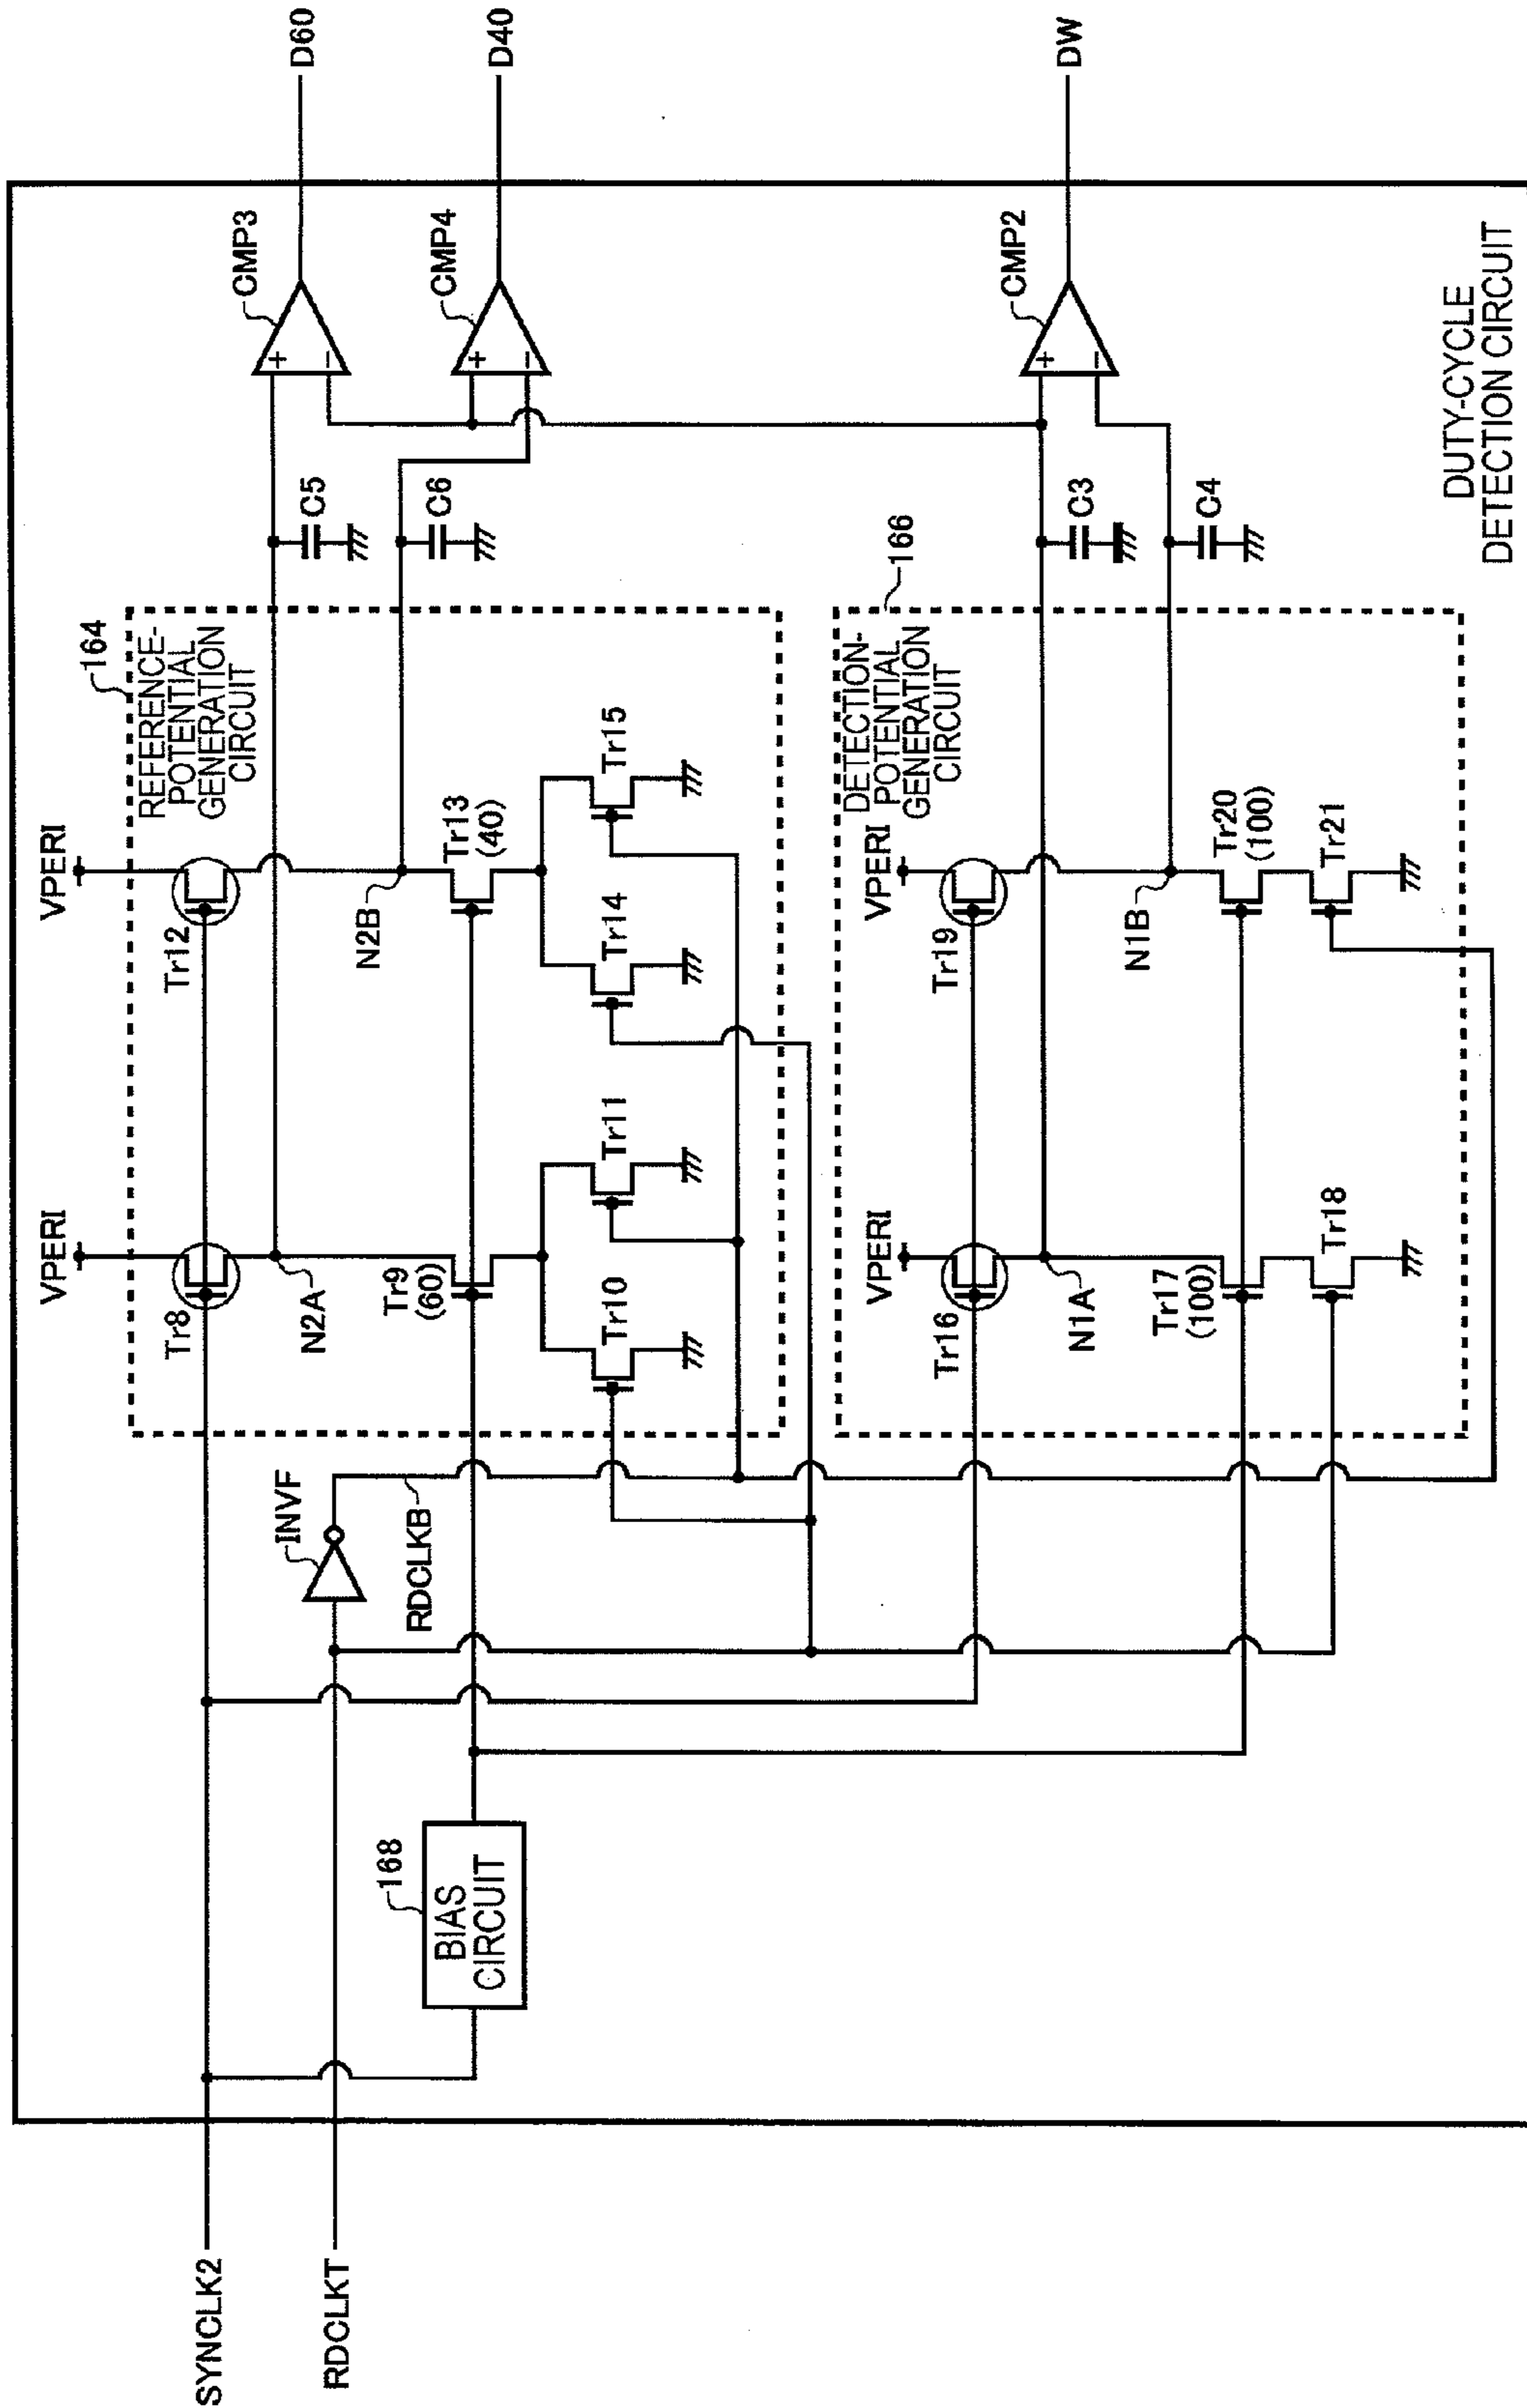 SYNCLK2
RDCLKT
168
BIAS
CIRCUIT
INVF
RDCLKB
164
REFERENCE-
POTENTIAL
GENERATION
CIRCUIT
VPERI
VPERI
Tr8
Tr12
N2A
N2B
Tr9
(60)
Tr13
(40)
Tr10
Tr11
Tr14
Tr15
166
DETECTION-
POTENTIAL
GENERATION
CIRCUIT
VPERI
VPERI
Tr16
Tr19
N1A
N1B
Tr17
(100)
Tr20
(100)
Tr18
Tr21
C5
C6
C3
C4
CMP3
+
−
D60
CMP4
+
−
D40
CMP2
+
−
DW
DUTY-CYCLE
DETECTION CIRCUIT